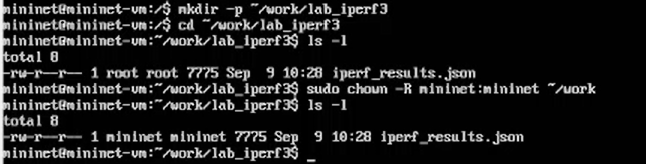 mininet@mininet-vm:/$ mkdir -p ~/work/lab_iperf3
mininet@mininet-vm:/$ cd ~/work/lab_iperf3
mininet@mininet-vm:~/work/lab_iperf3$ ls -l
total 8
-rw-r--r-- 1 root root 7775 Sep  9 10:28 iperf_results.json
mininet@mininet-vm:~/work/lab_iperf3$ sudo chown -R mininet:mininet ~/work
mininet@mininet-vm:~/work/lab_iperf3$ ls -l
total 8
-rw-r--r-- 1 mininet mininet 7775 Sep  9 10:28 iperf_results.json
mininet@mininet-vm:~/work/lab_iperf3$ _